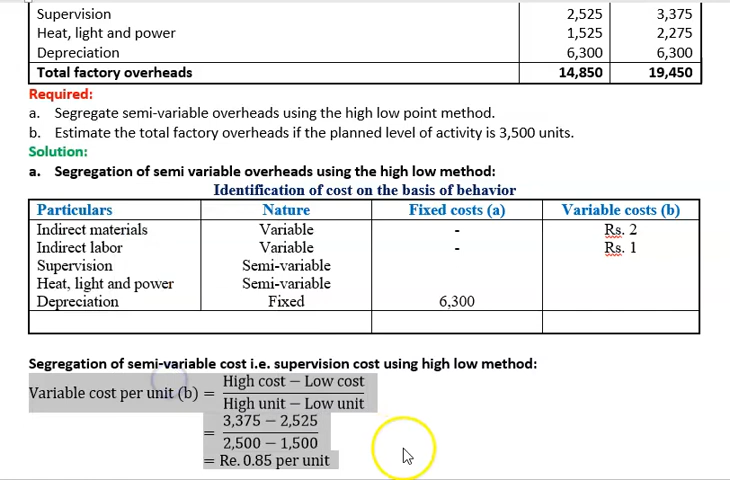 Supervision 2,525 3,375
Heat, light and power 1,525 2,275
Depreciation 6,300 6,300
Total factory overheads 14,850 19,450
Required:
a. Segregate semi-variable overheads using the high low point method.
b. Estimate the total factory overheads if the planned level of activity is 3,500 units.
Solution:
a. Segregation of semi variable overheads using the high low method:
Identification of cost on the basis of behavior
Particulars Nature Fixed costs (a) Variable costs (b)
Indirect materials Variable - Rs. 2
Indirect labor Variable - Rs. 1
Supervision Semi-variable
Heat, light and power Semi-variable
Depreciation Fixed 6,300
Segregation of semi-variable cost i.e. supervision cost using high low method:
Variable cost per unit (b) = High cost − Low cost
High unit − Low unit
= 3,375 − 2,525
2,500 − 1,500
= Re. 0.85 per unit